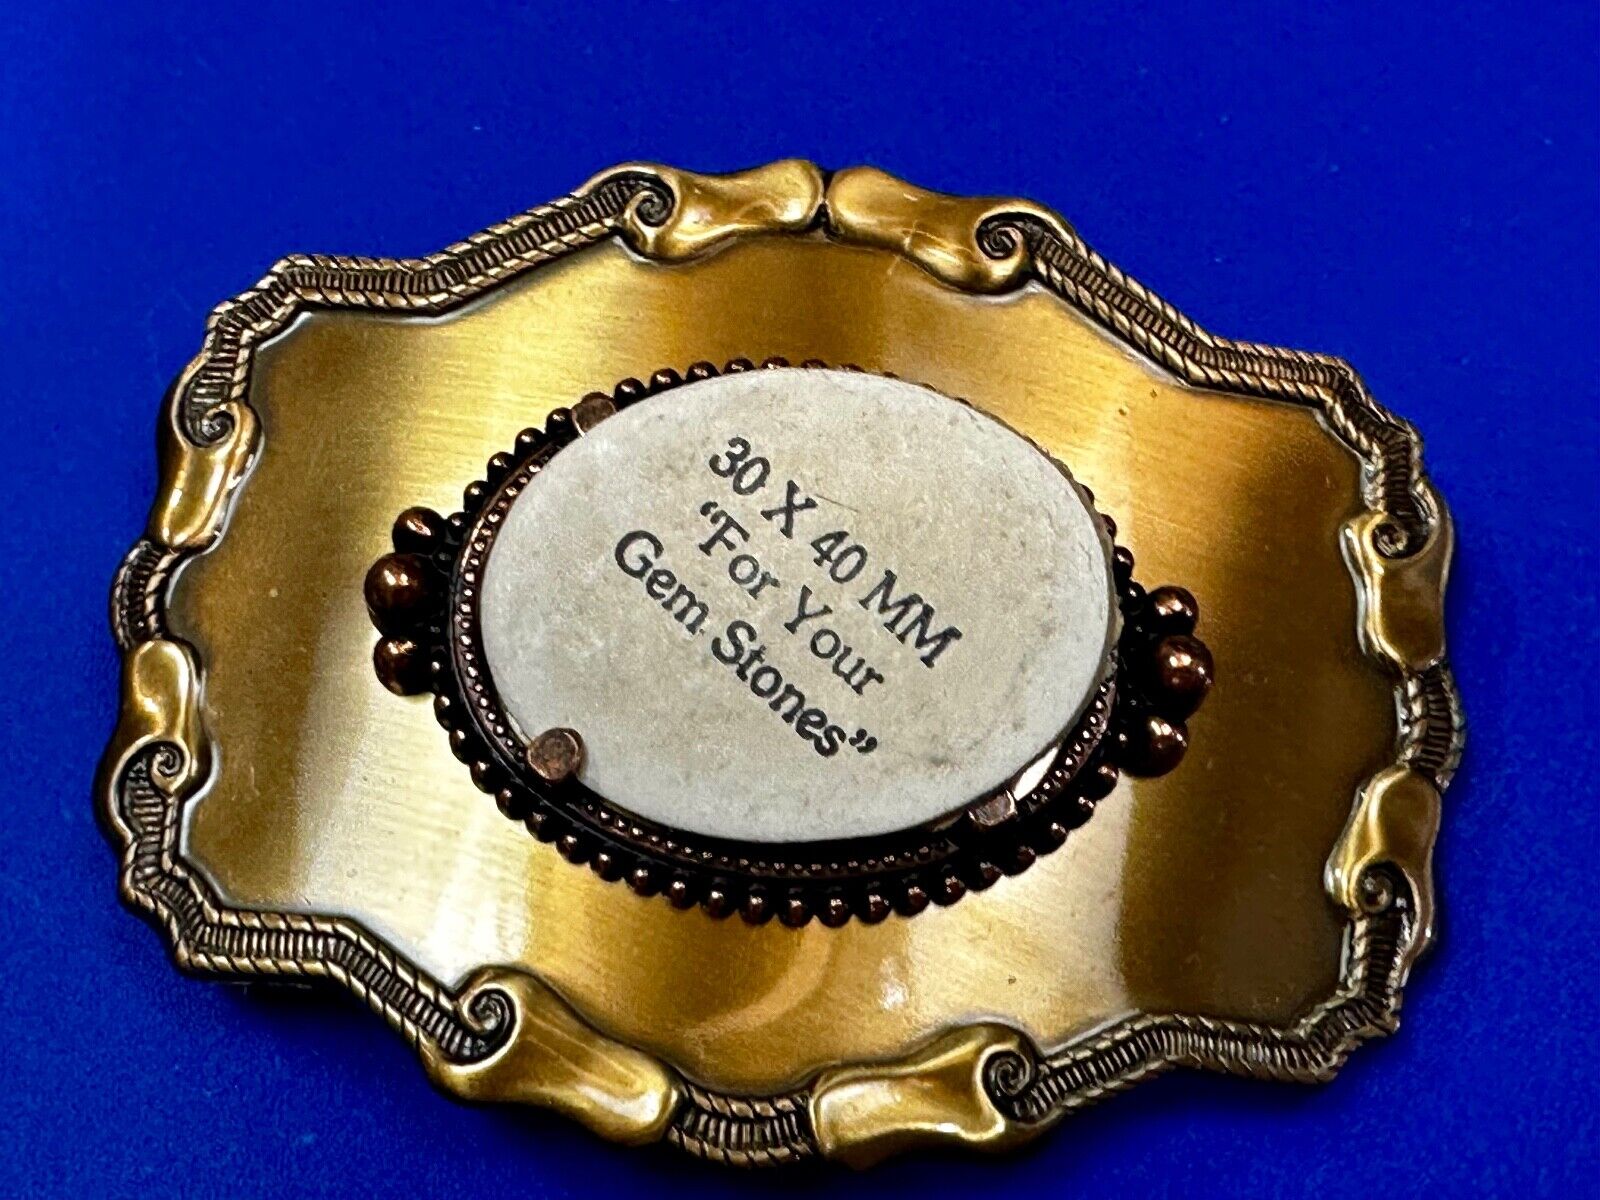 30 X 40 MM
“For Your
Gem Stones”